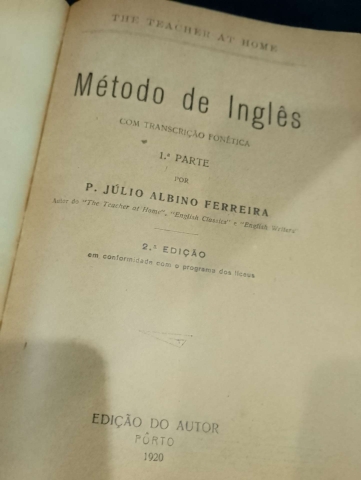 THE TEACHER AT HOME
Método de Inglês
COM TRANSCRIÇÃO FONÉTICA
1.ª PARTE
POR
P. JÚLIO ALBINO FERREIRA
Autor do "The Teacher at Home", "English Classics" e "English Writers"
2.ª EDIÇÃO
em conformidade com o programa dos liceus
EDIÇÃO DO AUTOR
PÔRTO
1920